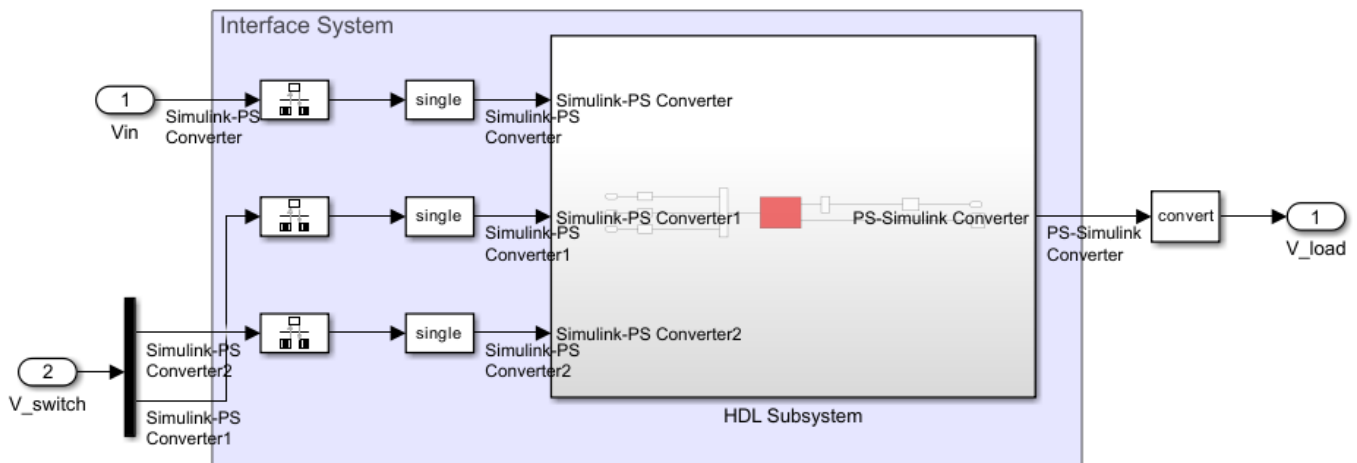 Interface System
1
Vin
Simulink-PS
Converter
single
Simulink-PS
Converter
Simulink-PS Converter
single
Simulink-PS
Converter1
Simulink-PS Converter1
PS-Simulink Converter
PS-Simulink
Converter
convert
1
V_load
2
V_switch
Simulink-PS
Converter2
Simulink-PS
Converter1
single
Simulink-PS
Converter2
Simulink-PS Converter2
HDL Subsystem